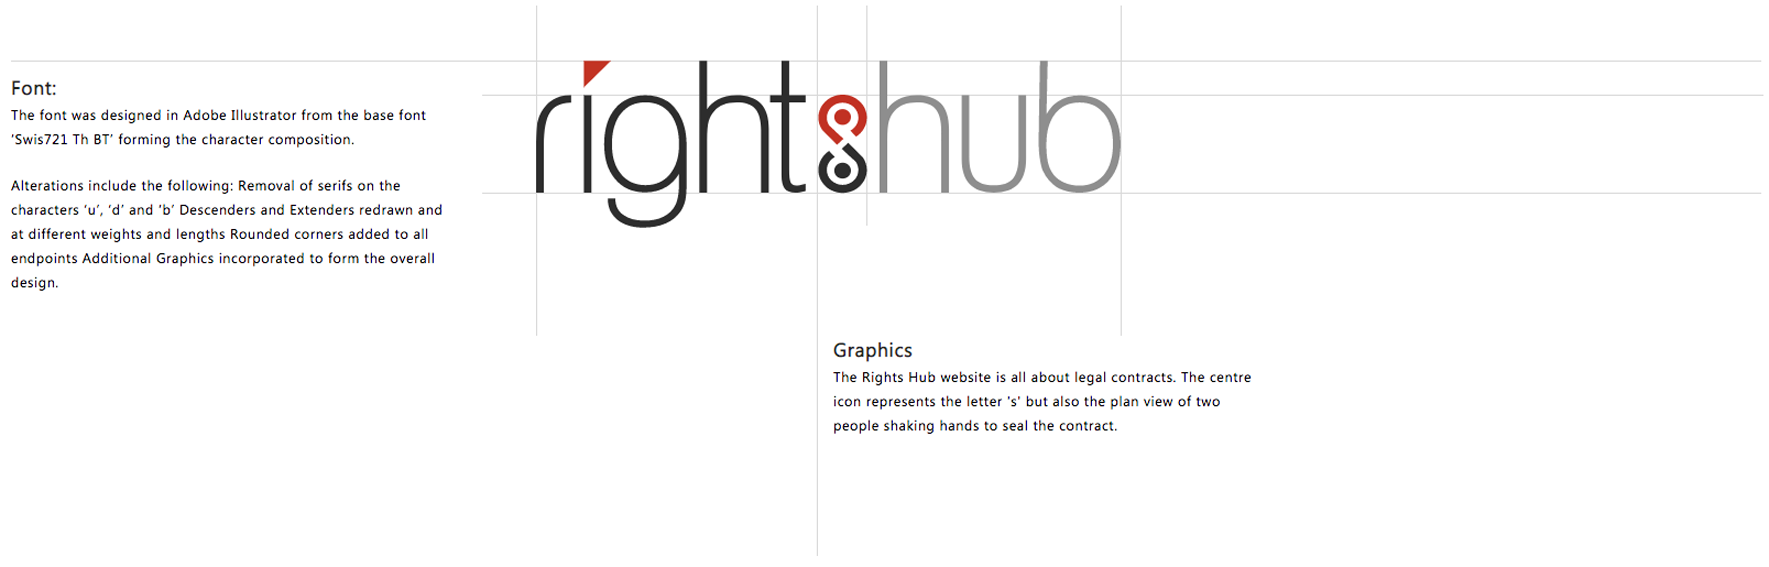 rightshub
Font:
The font was designed in Adobe Illustrator from the base font
'Swis721 Th BT' forming the character composition.
Alterations include the following: Removal of serifs on the
characters 'u', 'd' and 'b' Descenders and Extenders redrawn and
at different weights and lengths Rounded corners added to all
endpoints Additional Graphics incorporated to form the overall
design.
Graphics
The Rights Hub website is all about legal contracts. The centre
icon represents the letter 's' but also the plan view of two
people shaking hands to seal the contract.